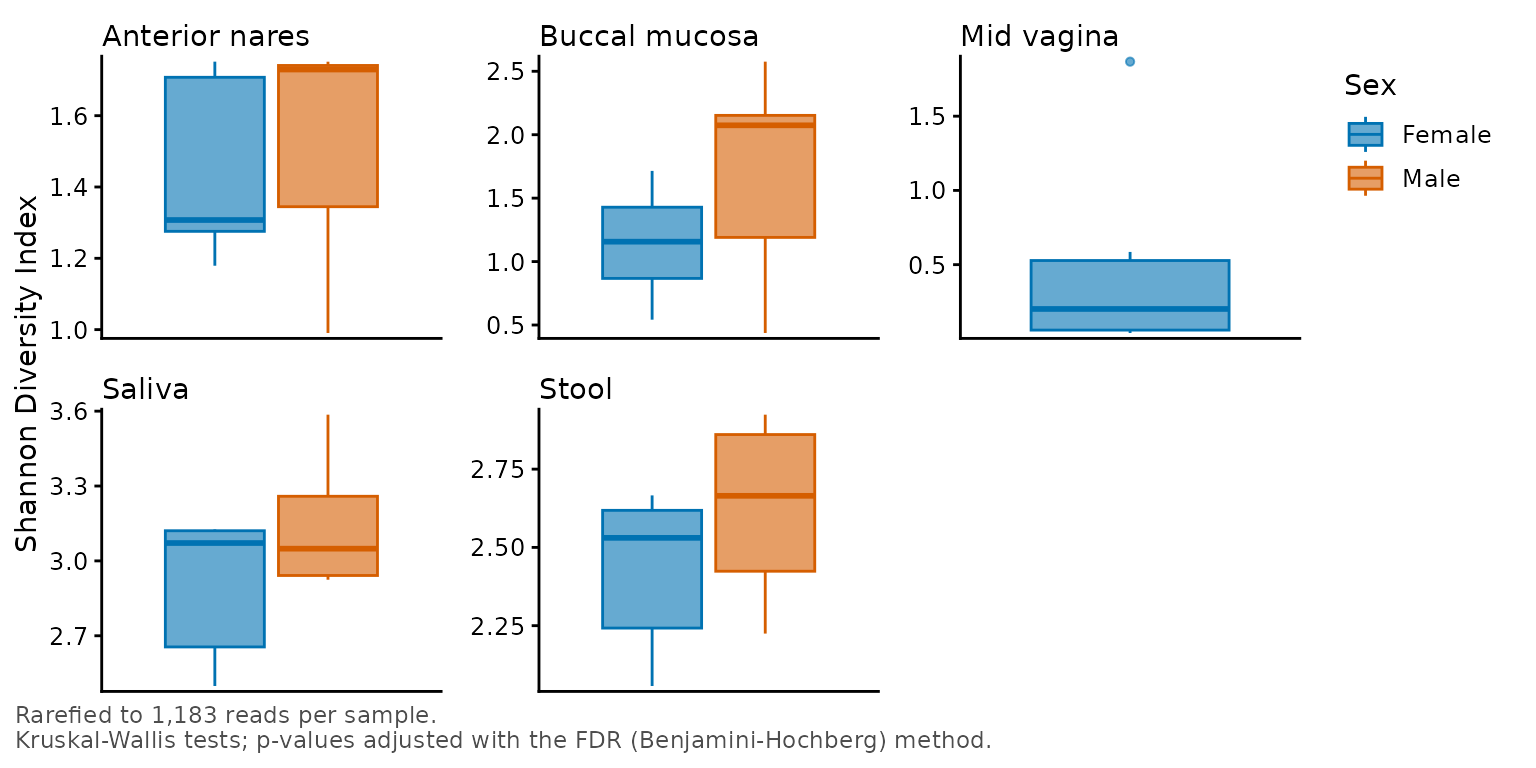 Anterior nares
Buccal mucosa
Mid vagina
1.6
1.4
1.2
1.0
2.5
2.0
1.5
1.0
0.5
1.5
1.0
0.5
Sex
Female
Male
Shannon Diversity Index
Saliva
Stool
3.6
3.3
3.0
2.7
2.75
2.50
2.25
Rarefied to 1,183 reads per sample.
Kruskal-Wallis tests; p-values adjusted with the FDR (Benjamini-Hochberg) method.